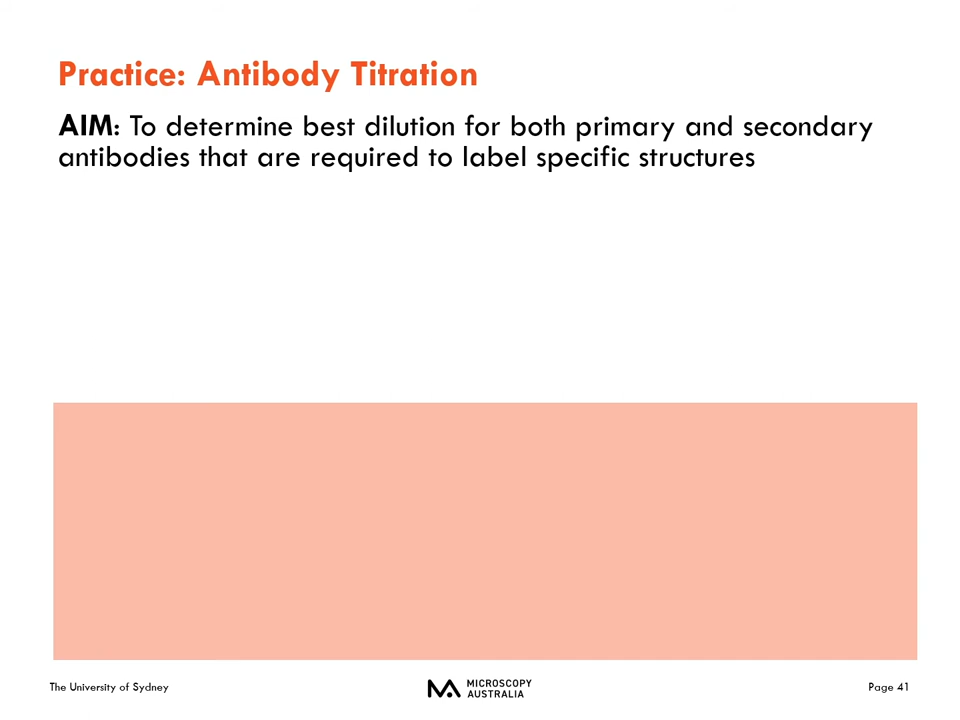 Practice: Antibody Titration
AIM: To determine best dilution for both primary and secondary
antibodies that are required to label specific structures
The University of Sydney
MICROSCOPY
AUSTRALIA
Page 41